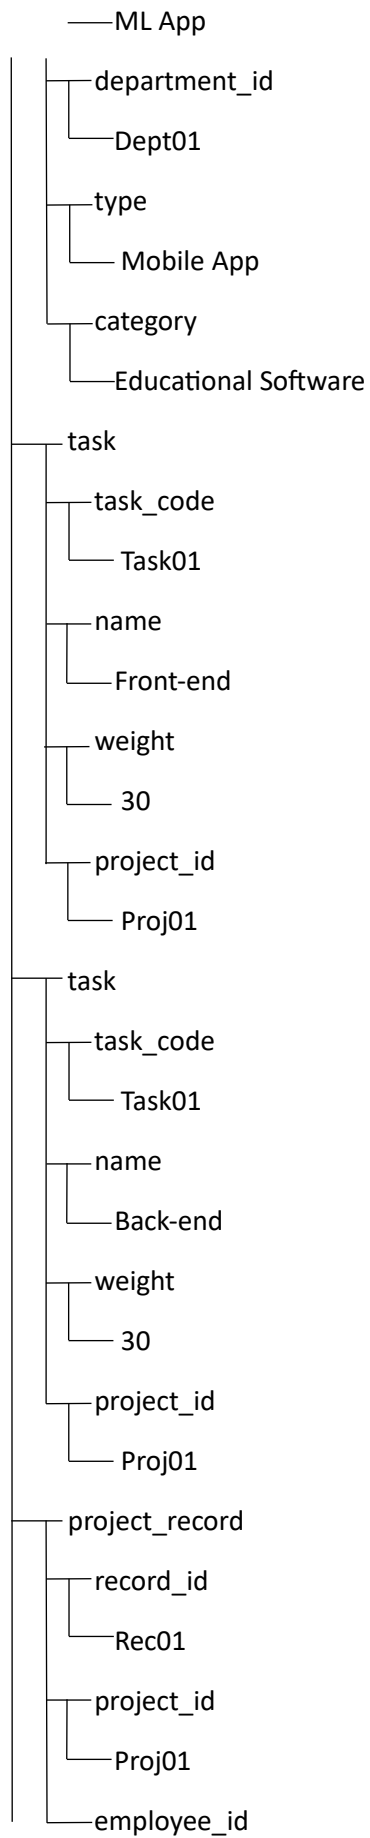 ML App
department_id
Dept01
type
Mobile App
category
Educational Software
task
task_code
Task01
name
Front-end
weight
30
project_id
Proj01
task
task_code
Task01
name
Back-end
weight
30
project_id
Proj01
project_record
record_id
Rec01
project_id
Proj01
employee_id